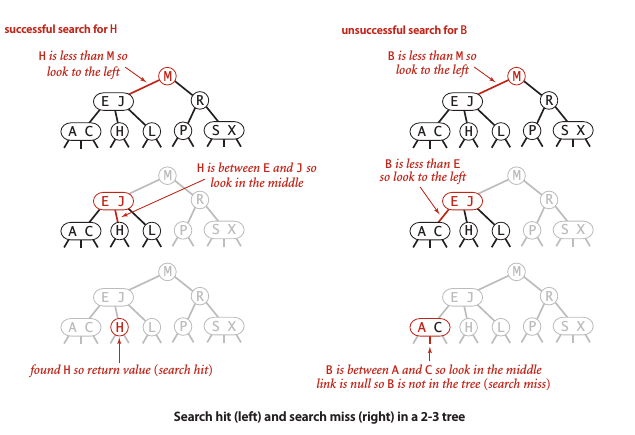 successful search for H
H is less than M so
look to the left
M
E J
R
A C
H
L
P
S X
H is between E and J so
look in the middle
M
E J
R
A C
H
L
P
S X
M
E J
R
A C
H
L
P
S X
found H so return value (search hit)
unsuccessful search for B
B is less than M so
look to the left
M
E J
R
A C
H
L
P
S X
B is less than E
so look to the left
M
E J
R
A C
H
L
P
S X
M
E J
R
A C
H
L
P
S X
B is between A and C so look in the middle
link is null so B is not in the tree (search miss)
Search hit (left) and search miss (right) in a 2-3 tree